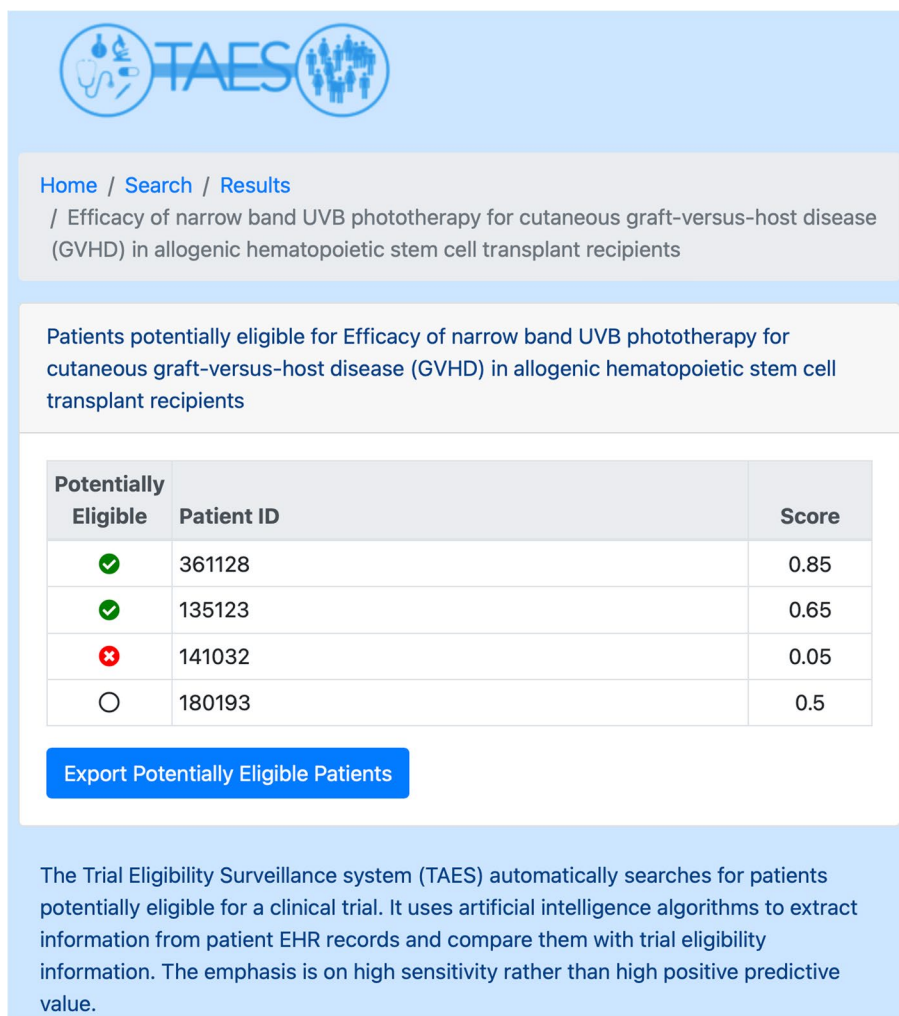 TAES
Home / Search / Results
/ Efficacy of narrow band UVB phototherapy for cutaneous graft-versus-host disease
(GVHD) in allogenic hematopoietic stem cell transplant recipients
Patients potentially eligible for Efficacy of narrow band UVB phototherapy for
cutaneous graft-versus-host disease (GVHD) in allogenic hematopoietic stem cell
transplant recipients
Potentially
Eligible Patient ID Score
361128 0.85
135123 0.65
141032 0.05
180193 0.5
Export Potentially Eligible Patients
The Trial Eligibility Surveillance system (TAES) automatically searches for patients
potentially eligible for a clinical trial. It uses artificial intelligence algorithms to extract
information from patient EHR records and compare them with trial eligibility
information. The emphasis is on high sensitivity rather than high positive predictive
value.